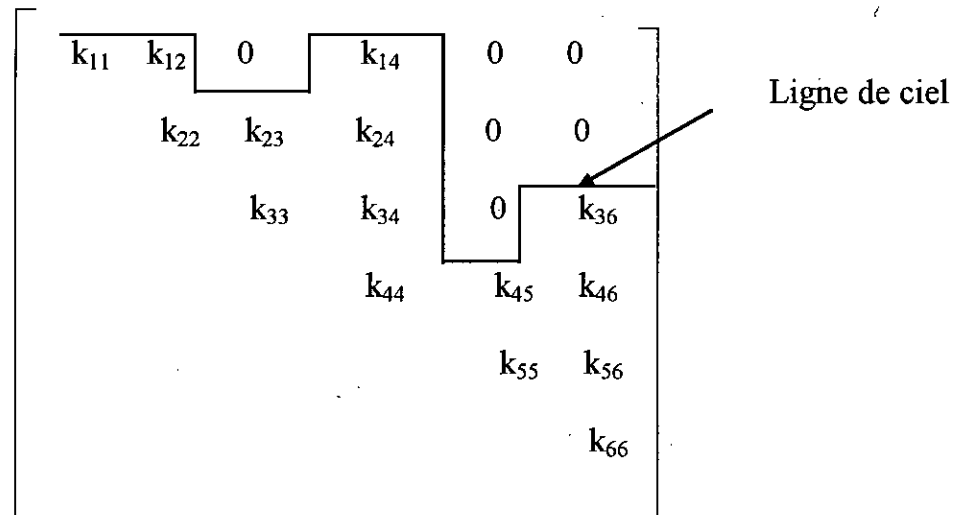 k₁₁ k₁₂ 0 k₁₄ 0 0
Ligne de ciel
k₂₂ k₂₃ k₂₄ 0 0
k₃₃ k₃₄ 0 k₃₆
k₄₄ k₄₅ k₄₆
k₅₅ k₅₆
k₆₆